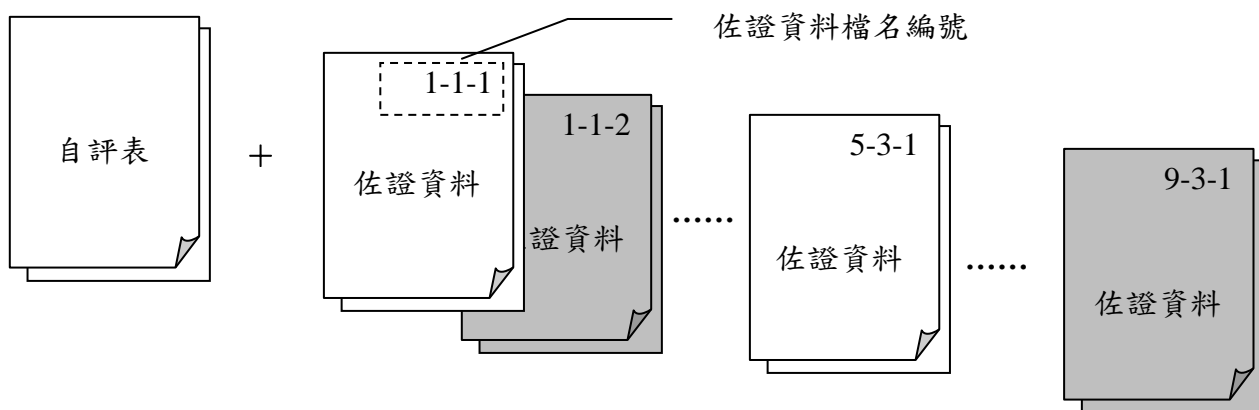 佐證資料檔名編號
1-1-1
1-1-2
5-3-1
9-3-1
自評表
+
佐證資料
證資料
……
佐證資料
……
佐證資料